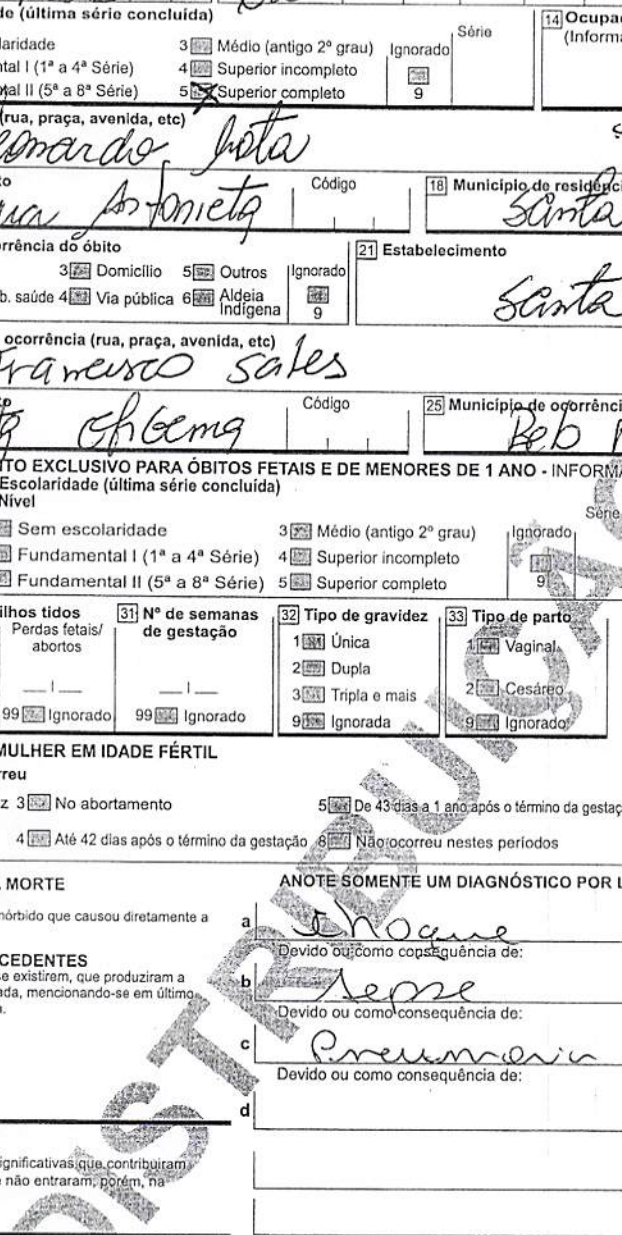 de (última série concluída)
14 Ocupaç
(Informa
laridade 3 Médio (antigo 2º grau) Ignorado Série
ntal I (1ª a 4ª Série) 4 Superior incompleto
tal II (5ª a 8ª Série) 5 Superior completo 9
(rua, praça, avenida, etc)
eonardo Mota
to Código 18 Município de residênci
Antonieta Santa
orrência do óbito 21 Estabelecimento
3 Domicílio 5 Outros Ignorado
b. saúde 4 Via pública 6 Aldeia Indígena 9
Santa
ocorrência (rua, praça, avenida, etc)
Francisco Sales
Código 25 Município de ocorrênci
TO EXCLUSIVO PARA ÓBITOS FETAIS E DE MENORES DE 1 ANO - INFORMA
Escolaridade (última série concluída)
Nível Série
Sem escolaridade 3 Médio (antigo 2º grau) Ignorado
Fundamental I (1ª a 4ª Série) 4 Superior incompleto
Fundamental II (5ª a 8ª Série) 5 Superior completo 9
ilhos tidos 31 Nº de semanas 32 Tipo de gravidez 33 Tipo de parto
Perdas fetais/ de gestação 1 Única 1 Vaginal
abortos 2 Dupla 2 Cesáreo
3 Tripla e mais
99 Ignorado 99 Ignorado 9 Ignorada 9 Ignorado
MULHER EM IDADE FÉRTIL
rreu
z 3 No abortamento 5 De 43 dias a 1 ano após o término da gestaç
4 Até 42 dias após o término da gestação 8 Não ocorreu nestes períodos
MORTE ANOTE SOMENTE UM DIAGNÓSTICO POR L
mórbido que causou diretamente a
a Choque
Devido ou como consequência de:
CEDENTES
se existirem, que produziram a
ada, mencionando-se em último
b Sepse
Devido ou como consequência de:
c Pneumonia
Devido ou como consequência de:
d
ignificativas que contribuíram
e não entraram, porém, na
DISTRIBUIÇÃO